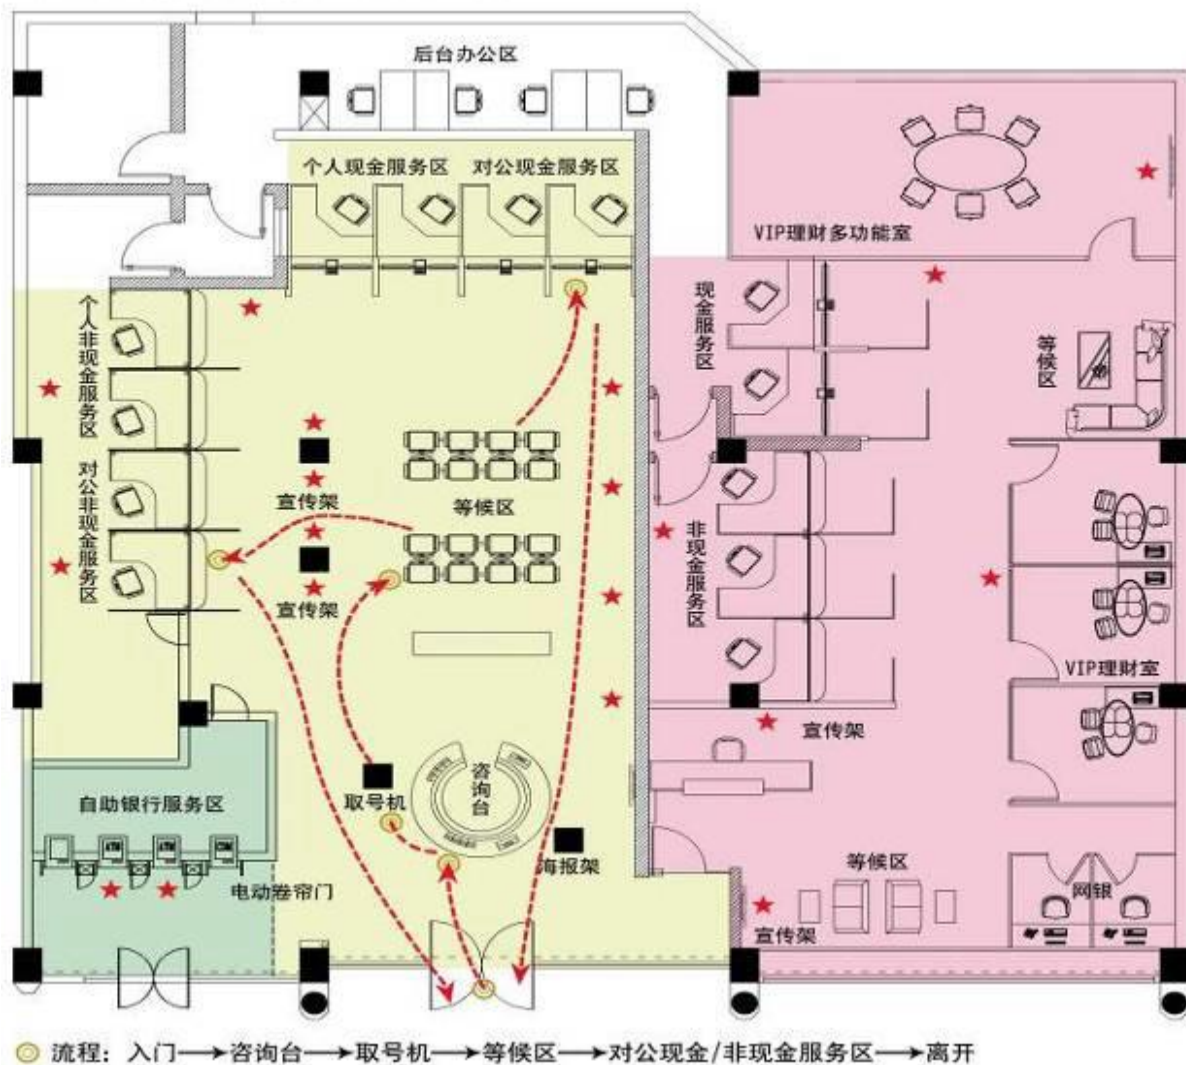 后台办公区
个人现金服务区
对公现金服务区
VIP理财多功能室
个人非现金服务区
现金服务区
等候区
对公非现金服务区
宣传架
等候区
非现金服务区
宣传架
VIP理财室
宣传架
咨询台
自助银行服务区
取号机
海报架
等候区
电动卷帘门
网银
宣传架
流程：入门→咨询台→取号机→等候区→对公现金/非现金服务区→离开